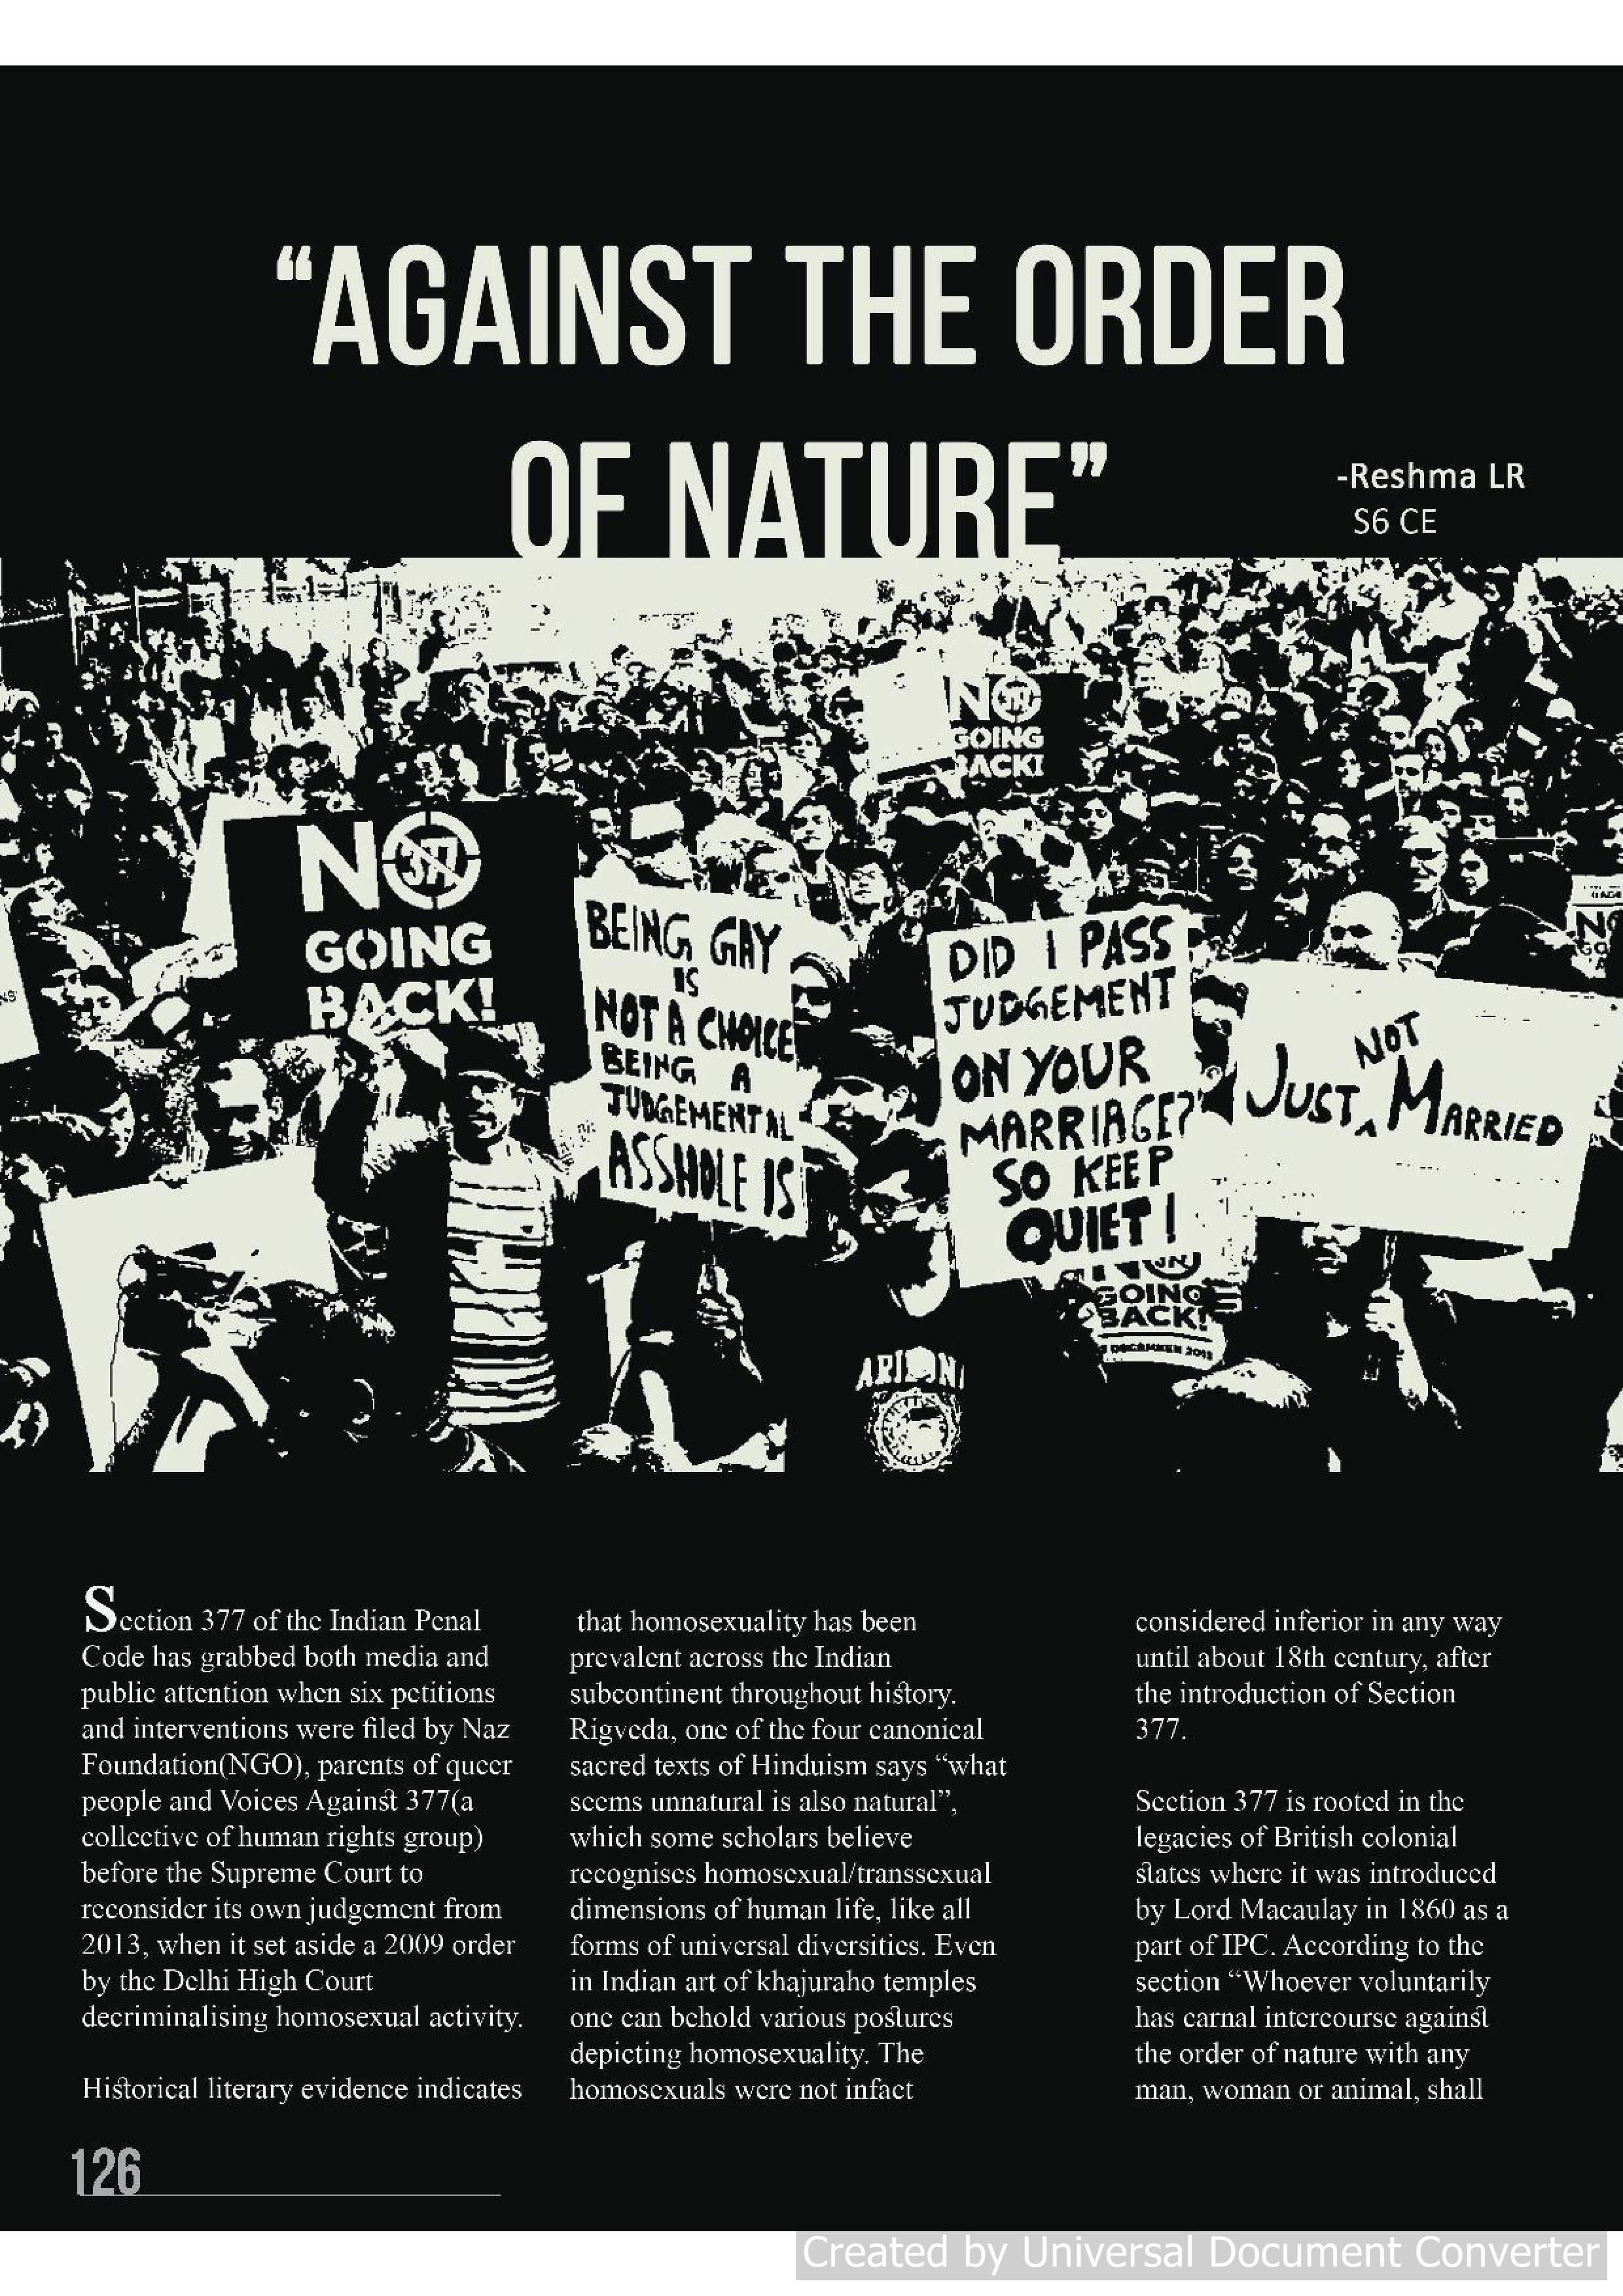 “AGAINST THE ORDER
OF NATURE”
-Reshma LR
S6 CE
NO
GOING
BACK!
NO 377
GOING
BACK!
BEING GAY
IS
NOT A CHOICE
BEING A
JUDGEMENTAL
ASSHOLE IS
DID I PASS
JUDGEMENT
ON YOUR
MARRIAGE?
SO KEEP
QUIET!
NOT
JUST MARRIED
NO
GOING
BACK!
DECEMBER 2013
Section 377 of the Indian Penal
Code has grabbed both media and
public attention when six petitions
and interventions were filed by Naz
Foundation(NGO), parents of queer
people and Voices Against 377(a
collective of human rights group)
before the Supreme Court to
reconsider its own judgement from
2013, when it set aside a 2009 order
by the Delhi High Court
decriminalising homosexual activity.
Historical literary evidence indicates
that homosexuality has been
prevalent across the Indian
subcontinent throughout history.
Rigveda, one of the four canonical
sacred texts of Hinduism says “what
seems unnatural is also natural”,
which some scholars believe
recognises homosexual/transsexual
dimensions of human life, like all
forms of universal diversities. Even
in Indian art of khajuraho temples
one can behold various postures
depicting homosexuality. The
homosexuals were not infact
considered inferior in any way
until about 18th century, after
the introduction of Section
377.
Section 377 is rooted in the
legacies of British colonial
states where it was introduced
by Lord Macaulay in 1860 as a
part of IPC. According to the
section “Whoever voluntarily
has carnal intercourse against
the order of nature with any
man, woman or animal, shall
126
Created by Universal Document Converter